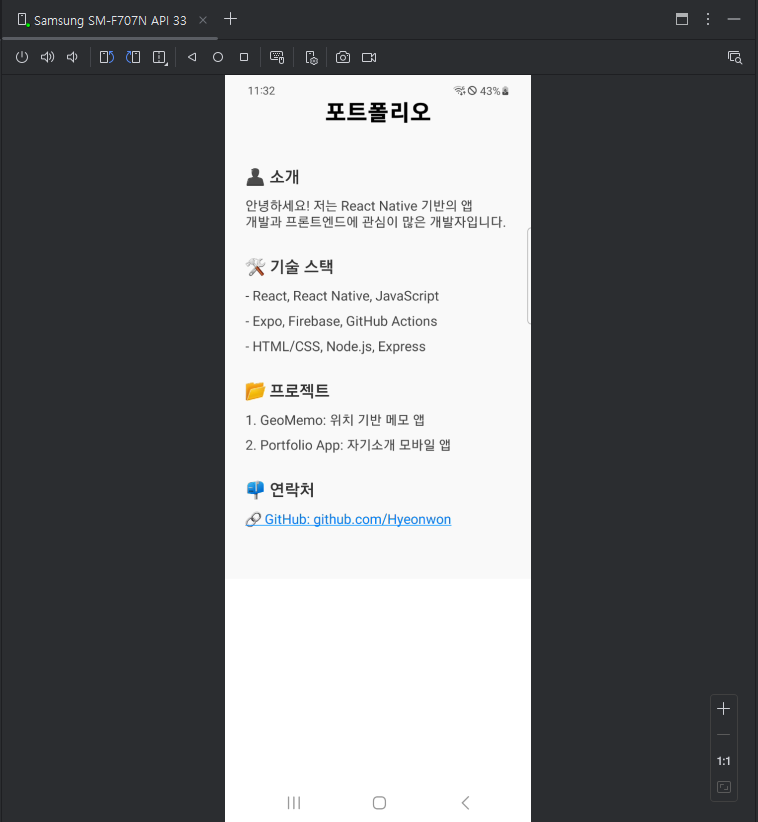 Samsung SM-F707N API 33
11:32
43%
포트폴리오
소개
안녕하세요! 저는 React Native 기반의 앱
개발과 프론트엔드에 관심이 많은 개발자입니다.
기술 스택
- React, React Native, JavaScript
- Expo, Firebase, GitHub Actions
- HTML/CSS, Node.js, Express
프로젝트
1. GeoMemo: 위치 기반 메모 앱
2. Portfolio App: 자기소개 모바일 앱
연락처
GitHub: github.com/Hyeonwon
1:1